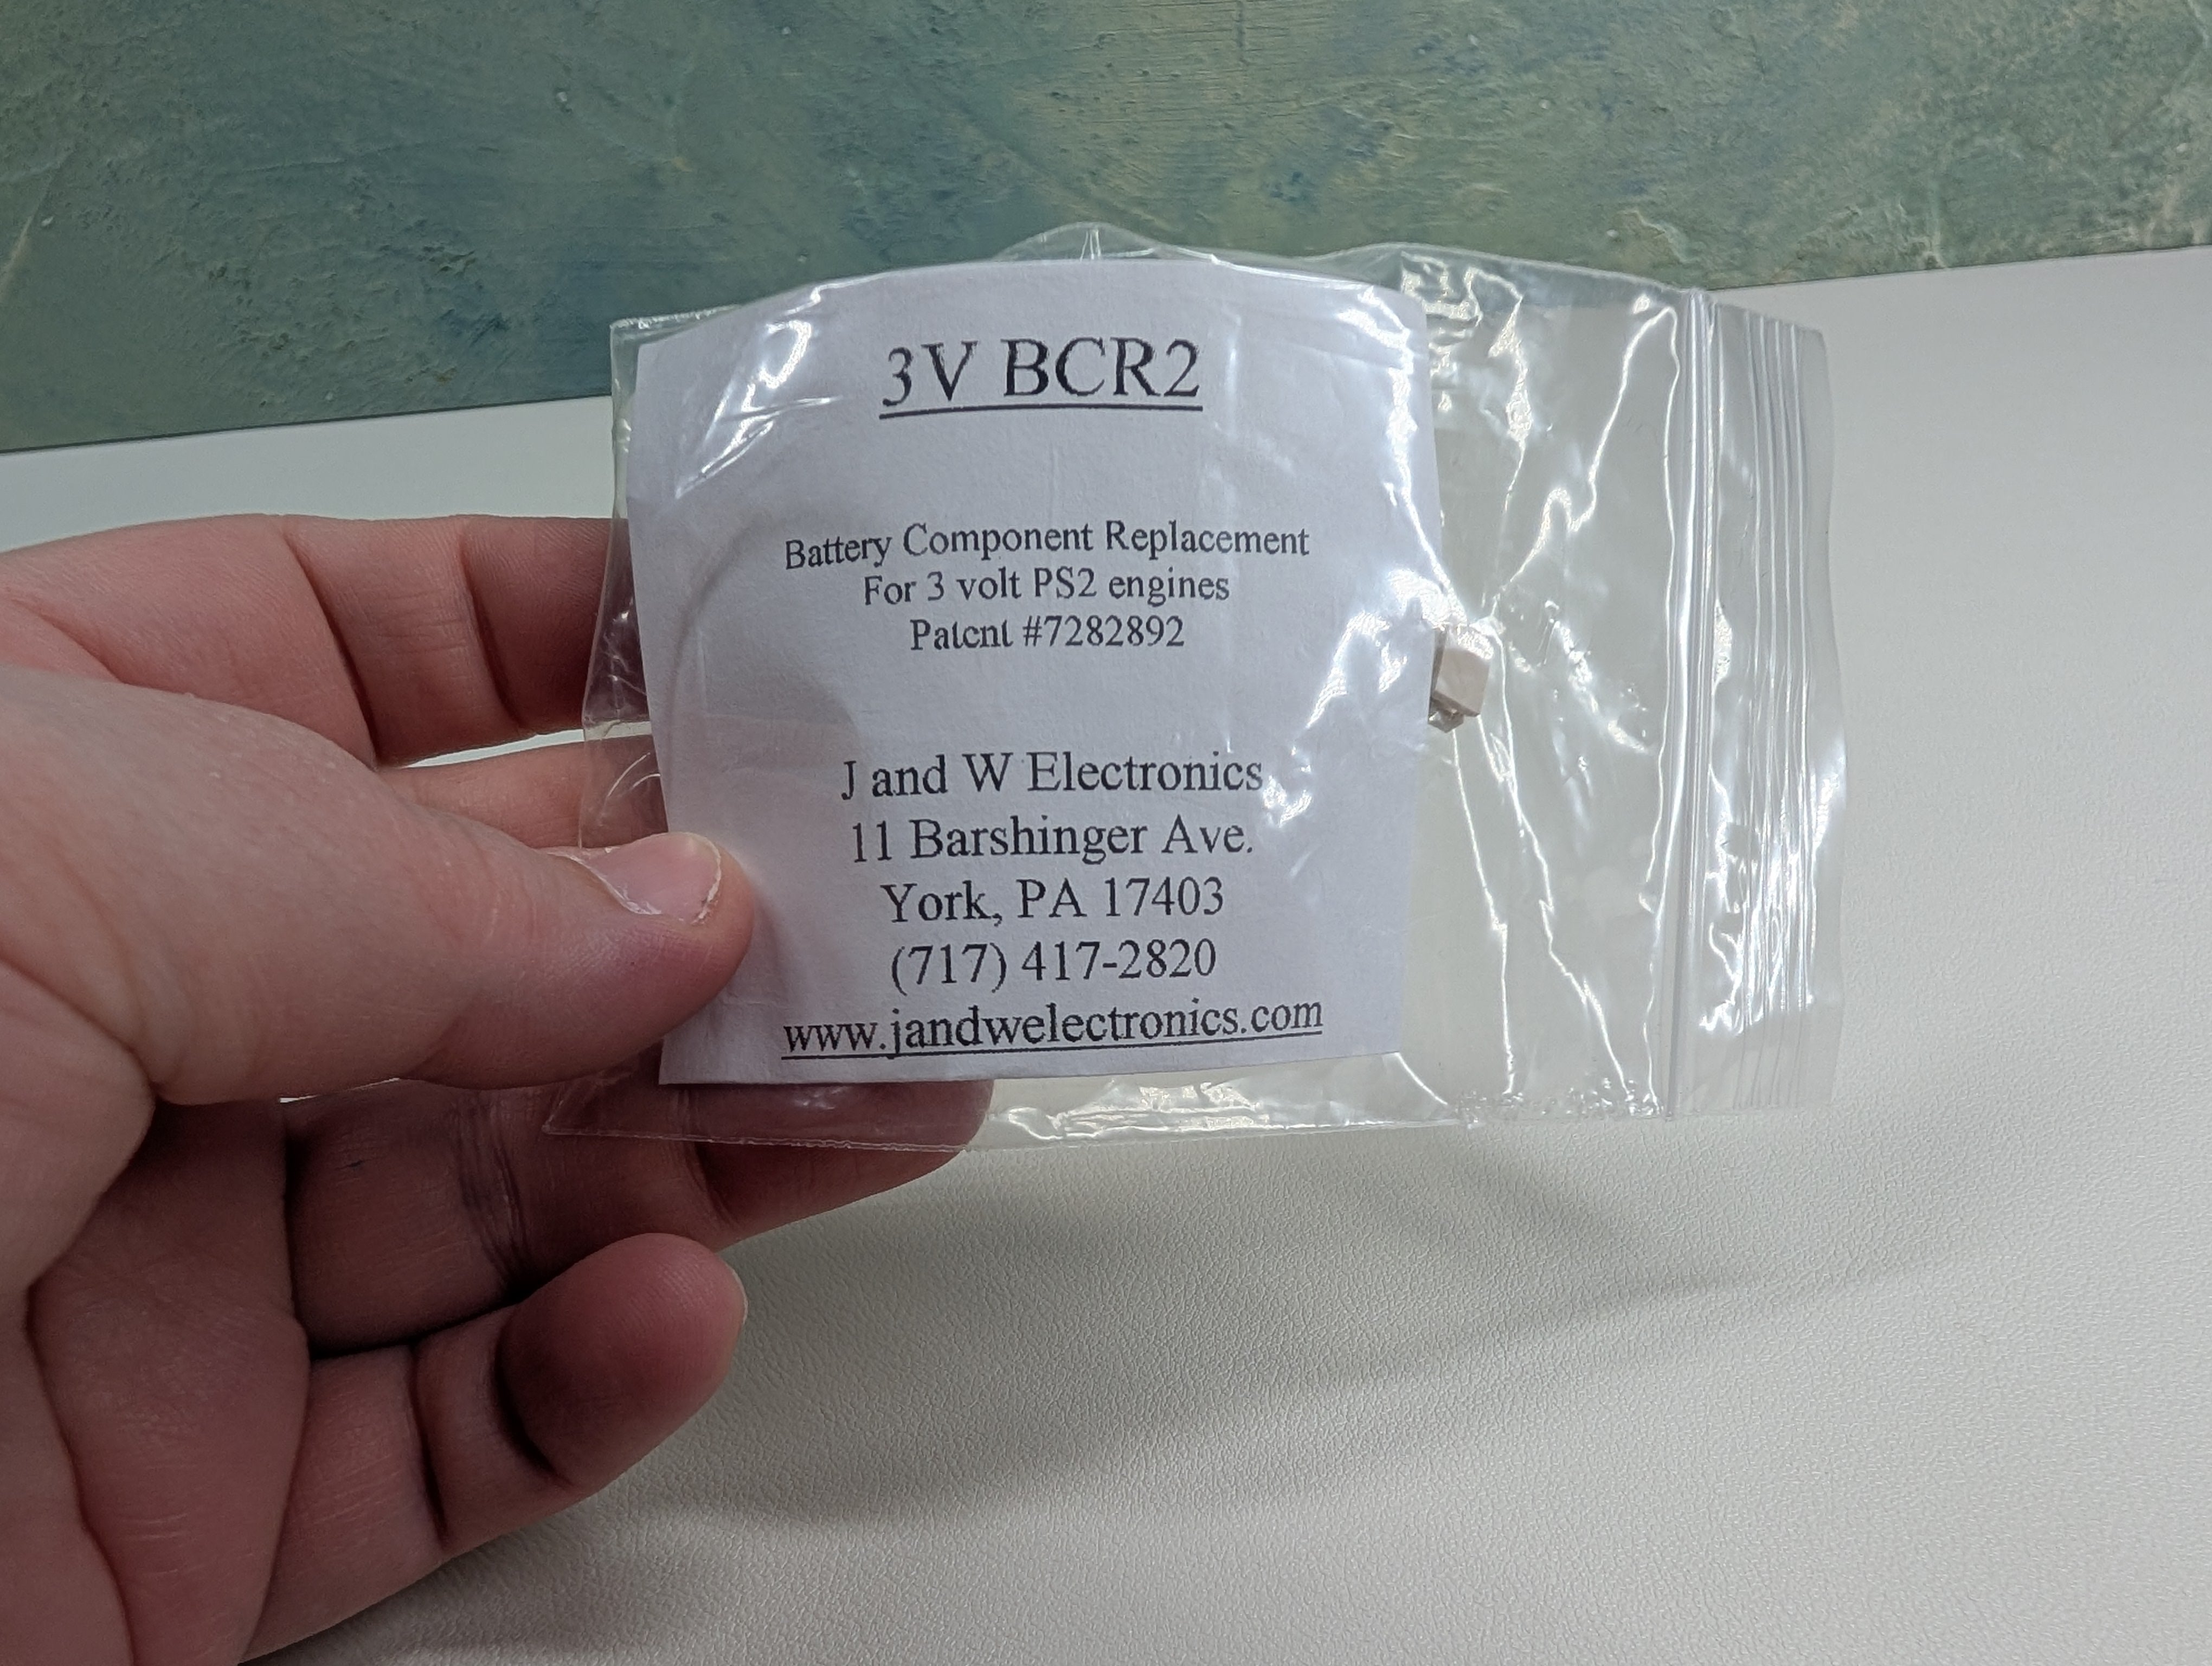 3V BCR2
Battery Component Replacement
For 3 volt PS2 engines
Patent #7282892
J and W Electronics
11 Barshinger Ave.
York, PA 17403
(717) 417-2820
www.jandwelectronics.com